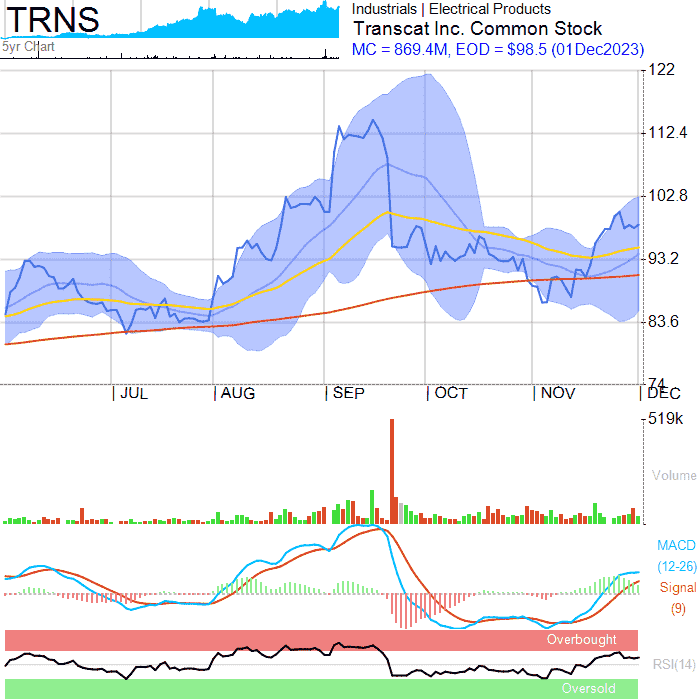 TRNS
5yr Chart
Industrials | Electrical Products
Transcat Inc. Common Stock
MC = 869.4M, EOD = $98.5 (01Dec2023)
122
112.4
102.8
93.2
83.6
74
JUL
AUG
SEP
OCT
NOV
DEC
519k
Volume
MACD
(12-26)
Signal
(9)
Overbought
RSI(14)
Oversold